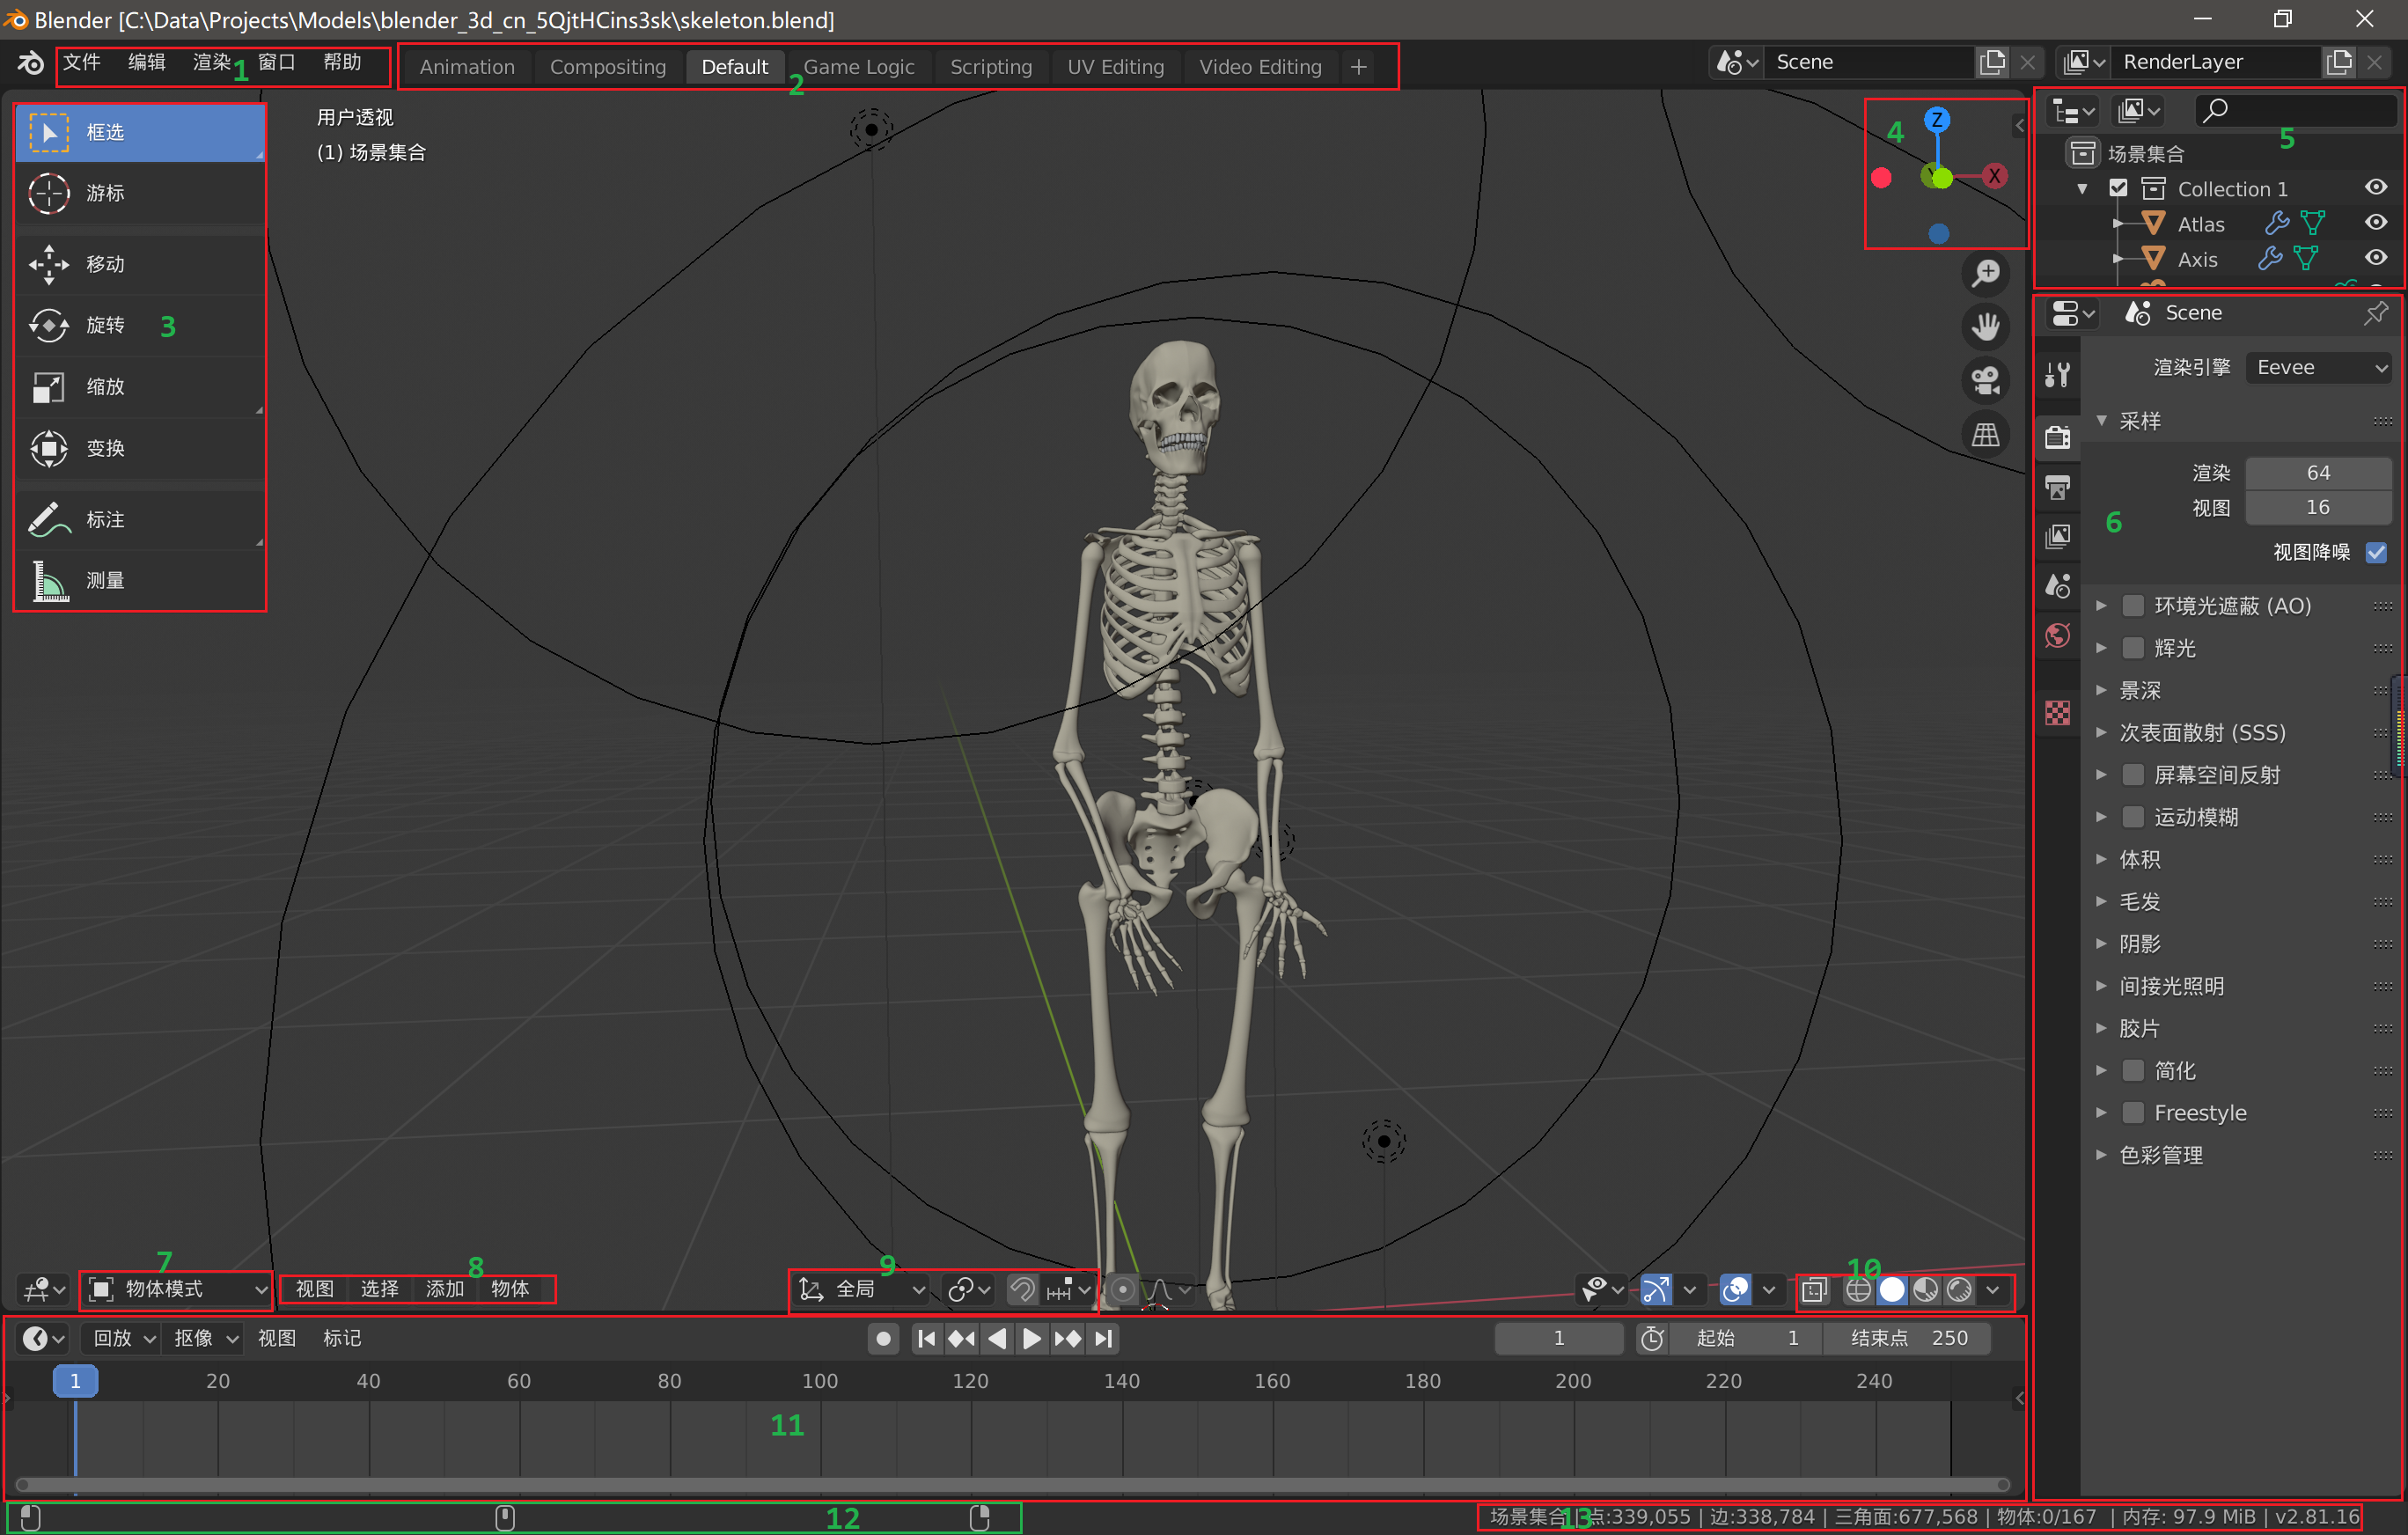 Blender [C:\Data\Projects\Models\blender_3d_cn_5QjtHCins3sk\skeleton.blend]
文件 编辑 渲染 1 窗口 帮助
Animation Compositing Default 2 Game Logic Scripting UV Editing Video Editing +
Scene RenderLayer
框选
游标
移动
旋转 3
缩放
变换
标注
测量
用户透视
(1) 场景集合
4
Z
Y
X
5
场景集合
Collection 1
Atlas
Axis
Scene
渲染引擎 Eevee
采样
渲染 64
视图 16
6
视图降噪
环境光遮蔽 (AO)
辉光
景深
次表面散射 (SSS)
屏幕空间反射
运动模糊
体积
毛发
阴影
间接光照明
胶片
简化
Freestyle
色彩管理
7
物体模式
8
视图 选择 添加 物体
9
全局
10
回放 抠像 视图 标记
1 起始 1 结束点 250
1 20 40 60 80 100 120 140 160 180 200 220 240
11
12
13
场景集合 | 点:339,055 | 边:338,784 | 三角面:677,568 | 物体:0/167 | 内存: 97.9 MiB | v2.81.16